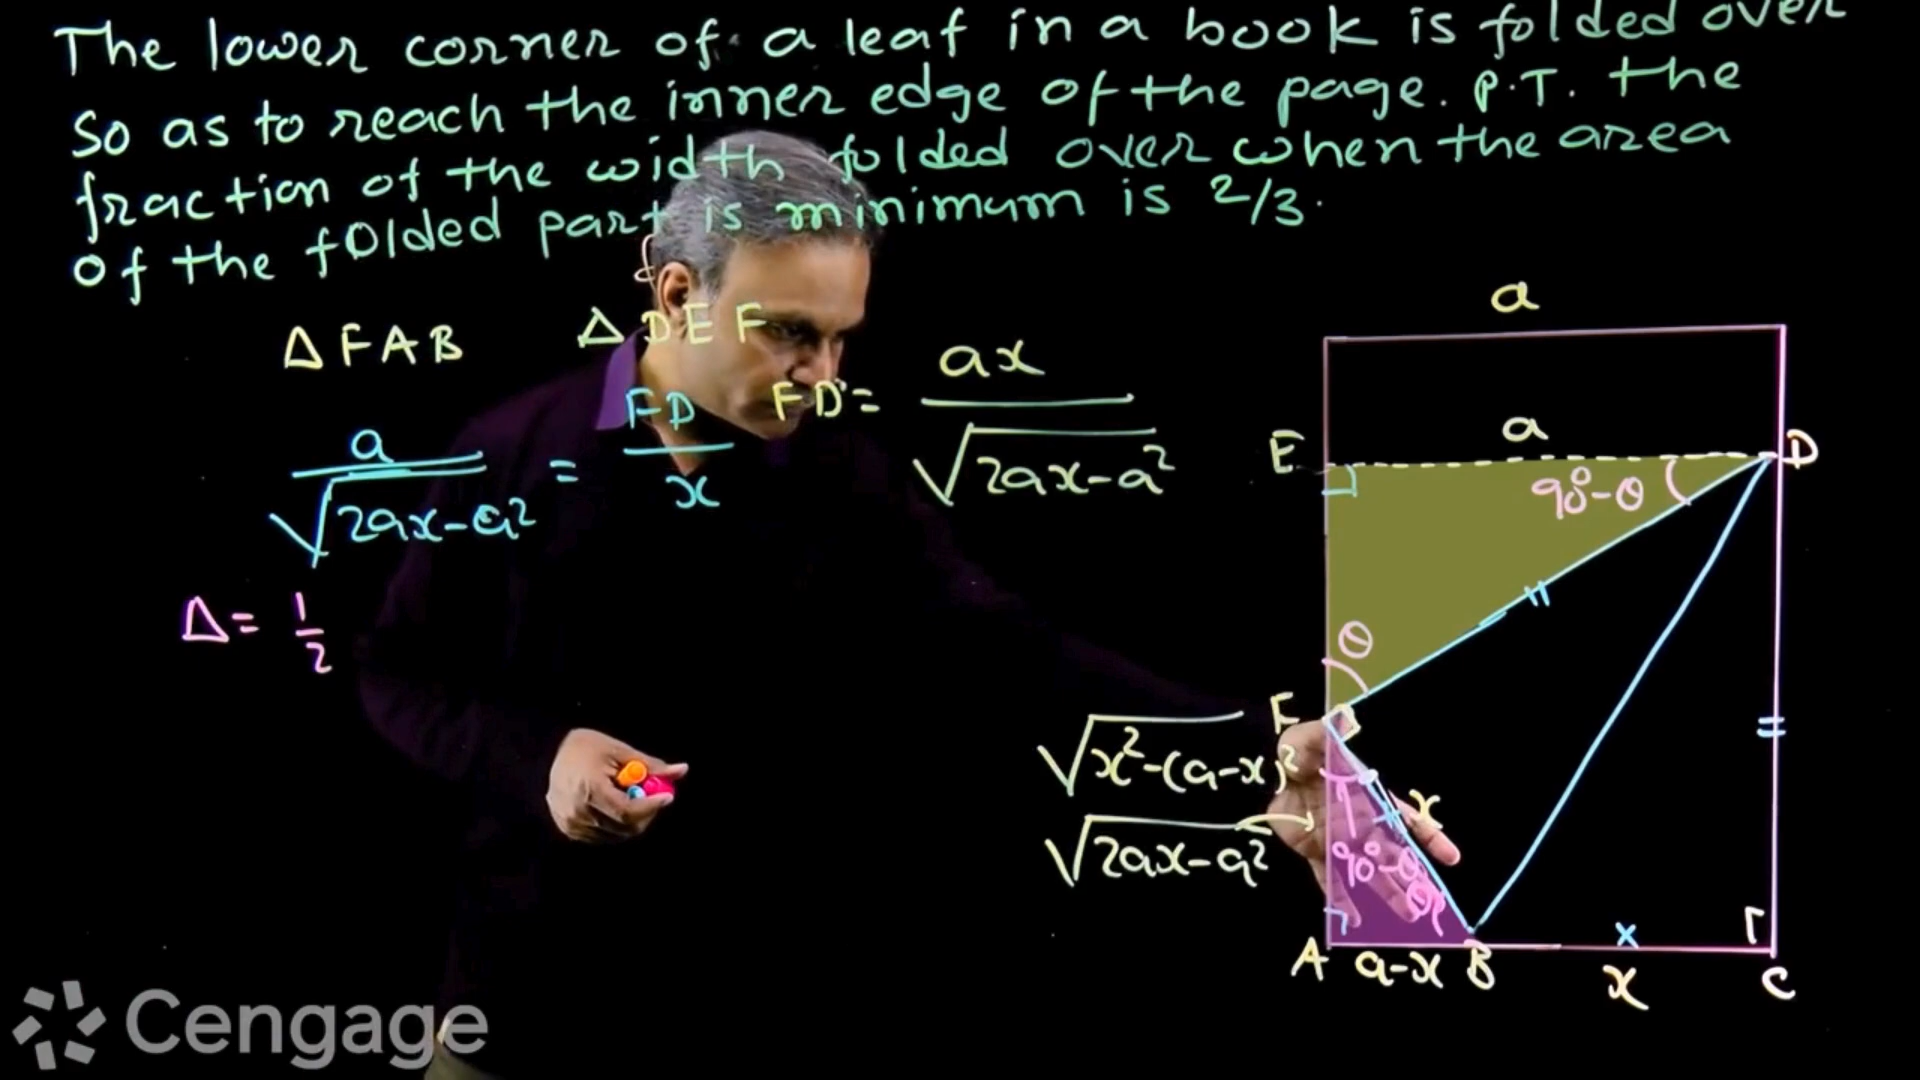 The lower corner of a leaf in a book is folded over
so as to reach the inner edge of the page. P.T. the
fraction of the width folded over when the area
of the folded part is minimum is 2/3.
Δ FAB
Δ DEF
a/√(2ax-a²) = FD/x
FD = ax/√(2ax-a²)
Δ = 1/2
a
E
a
D
90°-θ
θ
F
√(x²-(a-x)²)
√(2ax-a²)
x
90°-θ
θ
A
a-x
B
x
C
Cengage